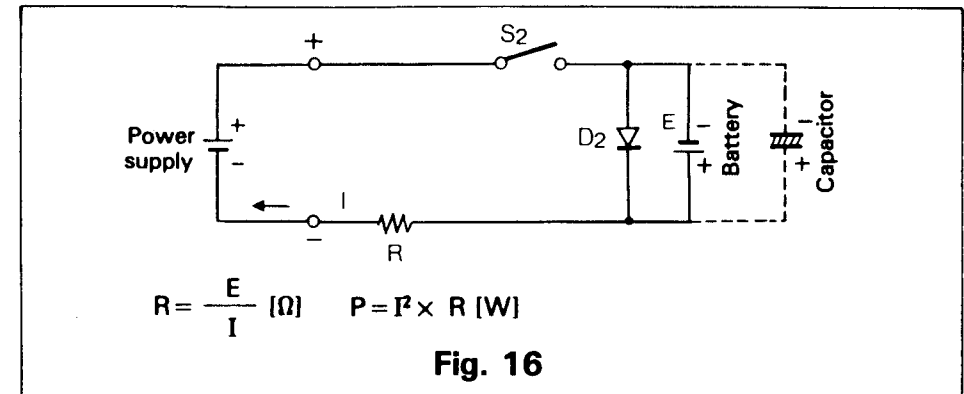 S2
+
Power supply
+
-
D2
E
-
+
Battery
-
+
Capacitor
I
-
R
R = E / I [Ω] P = I² × R [W]
Fig. 16